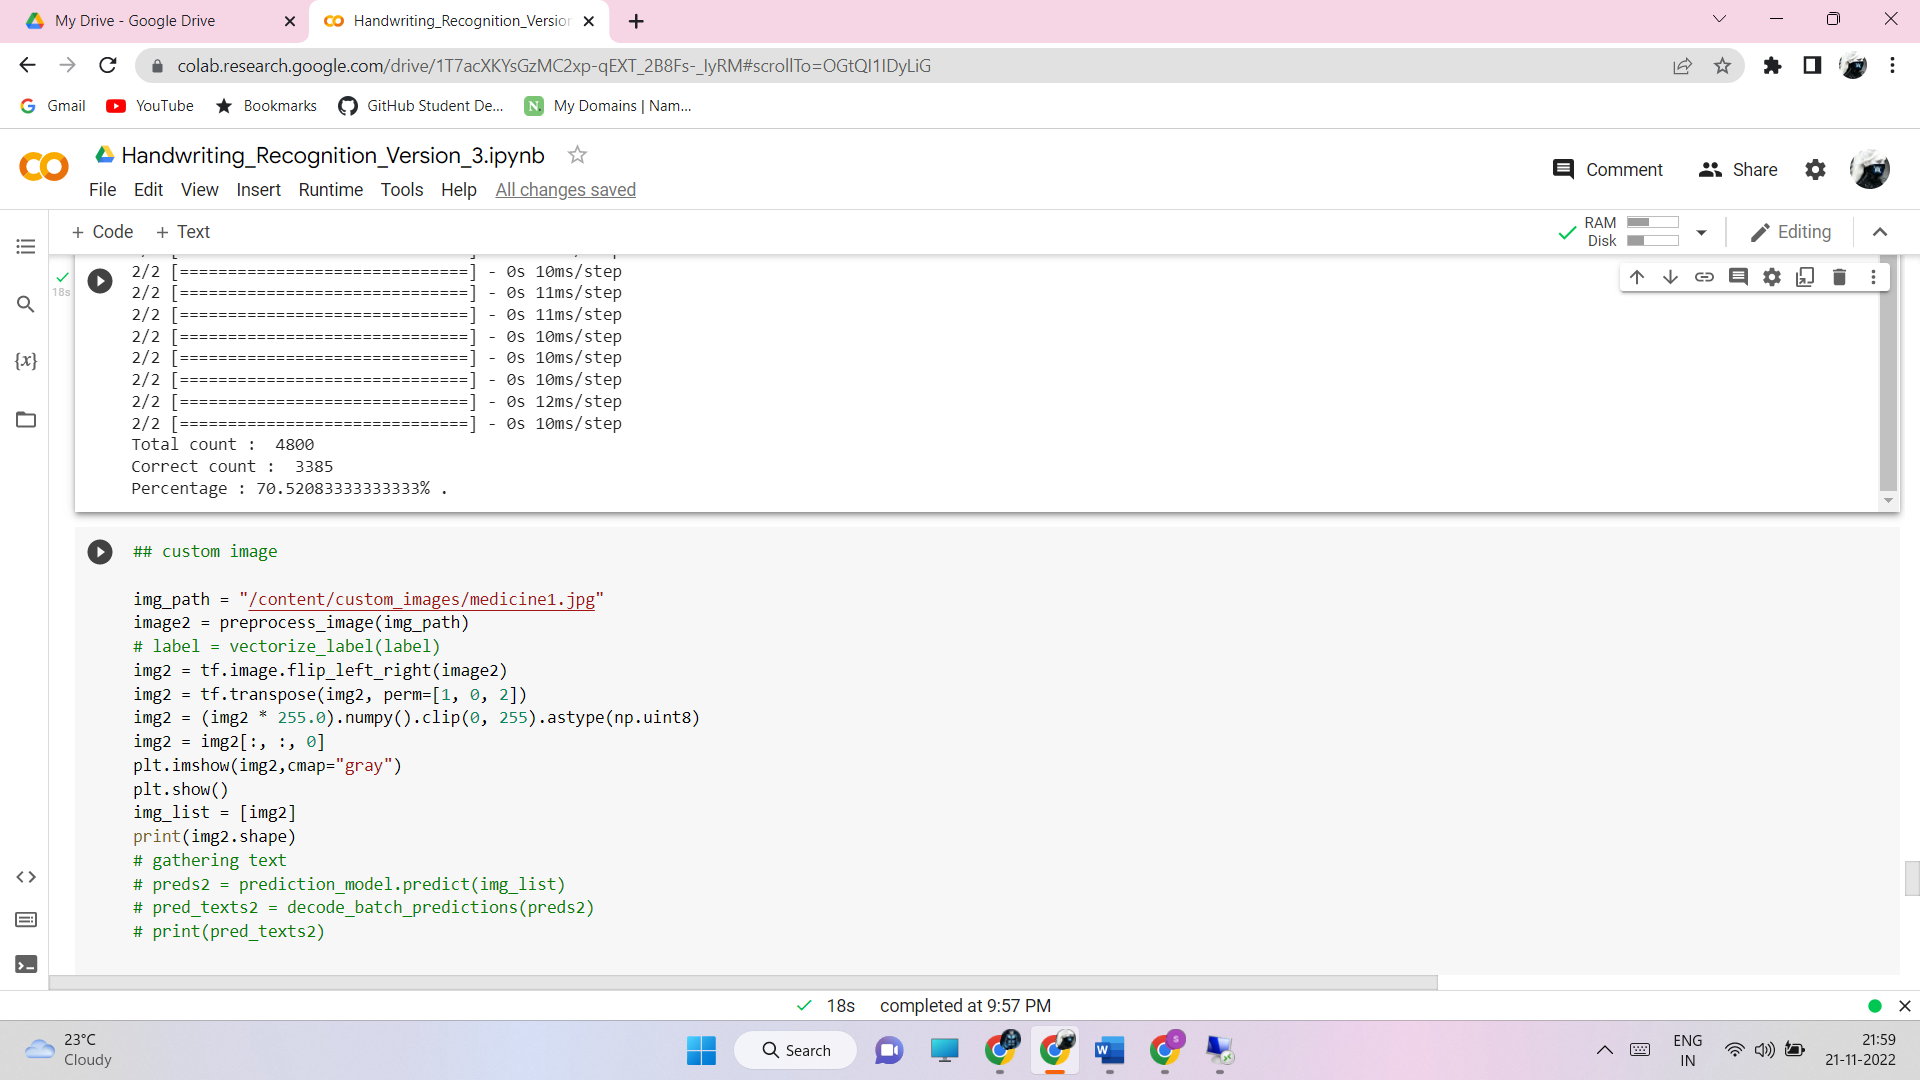 My Drive - Google Drive
Handwriting_Recognition_Version
colab.research.google.com/drive/1T7acXKYsGzMC2xp-qEXT_2B8Fs-_IyRM#scrollTo=OGtQI1IDyLiG
Gmail YouTube Bookmarks GitHub Student De... N. My Domains | Nam...
Handwriting_Recognition_Version_3.ipynb
Comment Share
File Edit View Insert Runtime Tools Help All changes saved
+ Code + Text
RAM
Disk
Editing
18s
2/2 [==============================] - 0s 10ms/step
2/2 [==============================] - 0s 11ms/step
2/2 [==============================] - 0s 11ms/step
2/2 [==============================] - 0s 10ms/step
2/2 [==============================] - 0s 10ms/step
2/2 [==============================] - 0s 10ms/step
2/2 [==============================] - 0s 12ms/step
2/2 [==============================] - 0s 10ms/step
Total count :  4800
Correct count :  3385
Percentage : 70.52083333333333% .
{x}
## custom image
img_path = "/content/custom_images/medicine1.jpg"
image2 = preprocess_image(img_path)
# label = vectorize_label(label)
img2 = tf.image.flip_left_right(image2)
img2 = tf.transpose(img2, perm=[1, 0, 2])
img2 = (img2 * 255.0).numpy().clip(0, 255).astype(np.uint8)
img2 = img2[:, :, 0]
plt.imshow(img2,cmap="gray")
plt.show()
img_list = [img2]
print(img2.shape)
# gathering text
# preds2 = prediction_model.predict(img_list)
# pred_texts2 = decode_batch_predictions(preds2)
# print(pred_texts2)
18s completed at 9:57 PM
23°C
Cloudy
Search
W
S
ENG
IN
21:59
21-11-2022